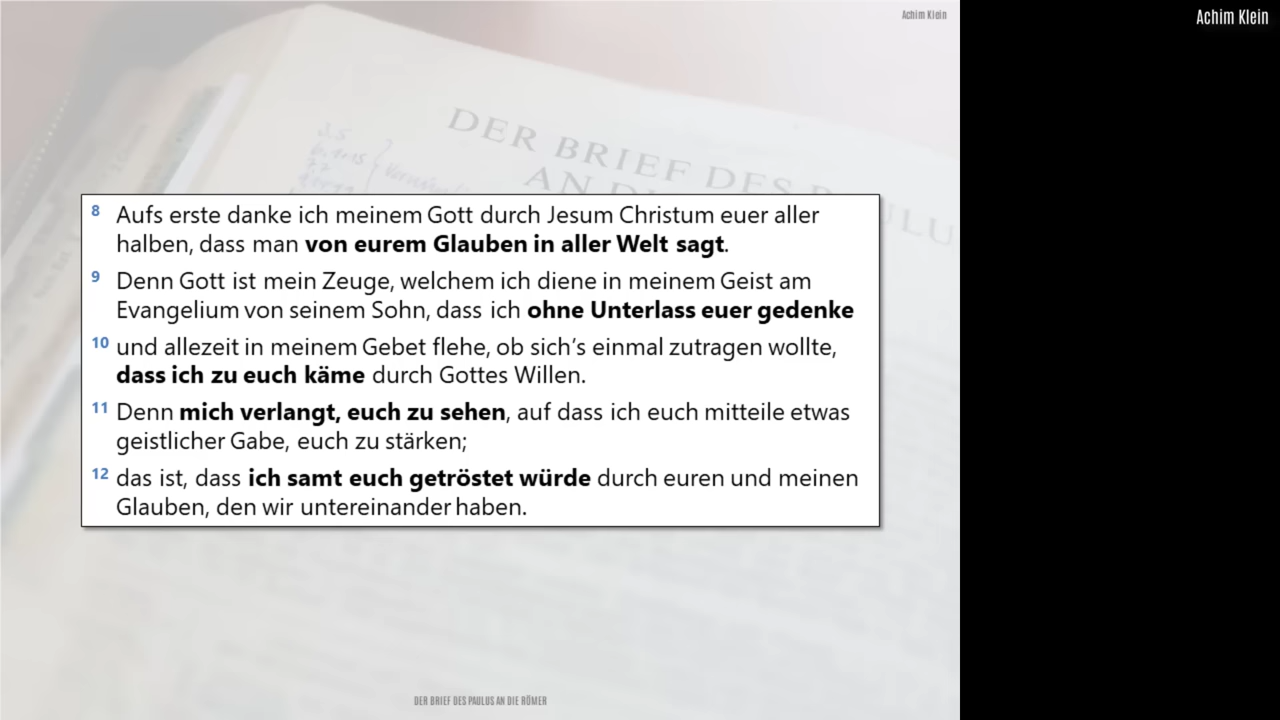 Achim Klein
Achim Klein
DER BRIEF DES
8 Aufs erste danke ich meinem Gott durch Jesum Christum euer aller
halben, dass man von eurem Glauben in aller Welt sagt.
9 Denn Gott ist mein Zeuge, welchem ich diene in meinem Geist am
Evangelium von seinem Sohn, dass ich ohne Unterlass euer gedenke
10 und allezeit in meinem Gebet flehe, ob sich's einmal zutragen wollte,
dass ich zu euch käme durch Gottes Willen.
11 Denn mich verlangt, euch zu sehen, auf dass ich euch mitteile etwas
geistlicher Gabe, euch zu stärken;
12 das ist, dass ich samt euch getröstet würde durch euren und meinen
Glauben, den wir untereinander haben.
DER BRIEF DES PAULUS AN DIE RÖMER